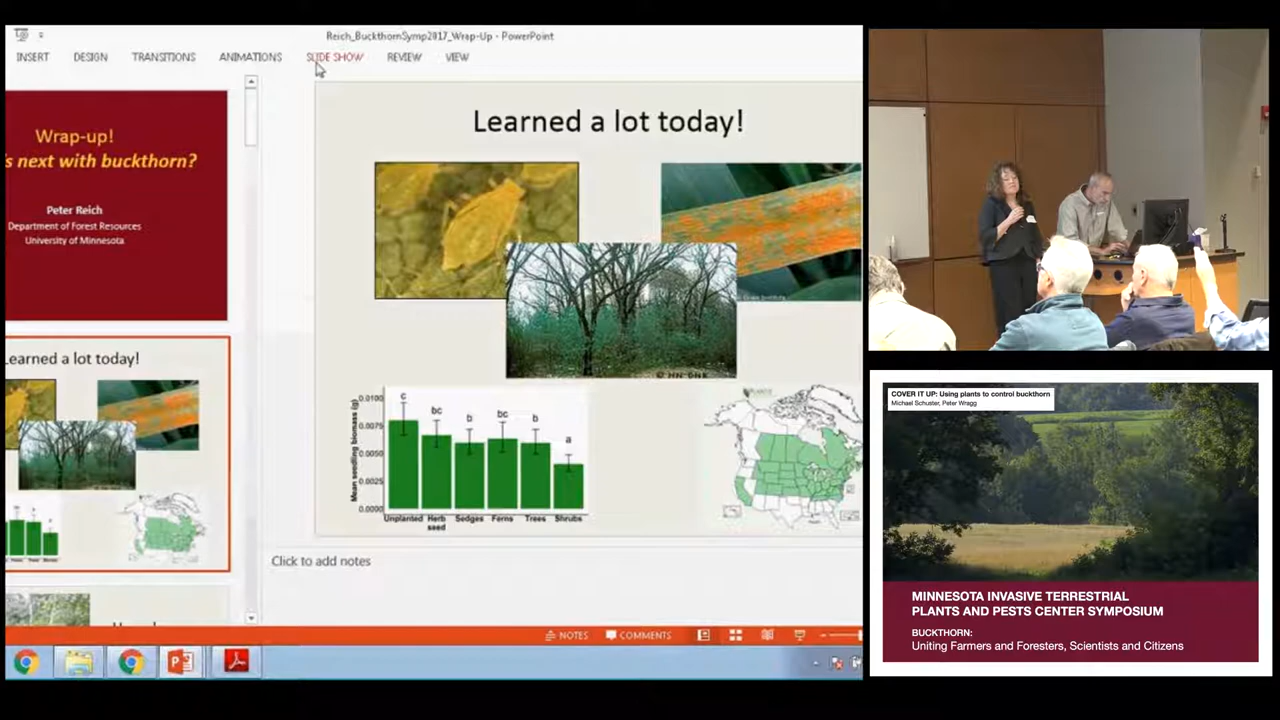 Reich_BuckthornSymp2017_Wrap-Up - PowerPoint
INSERT DESIGN TRANSITIONS ANIMATIONS SLIDE SHOW REVIEW VIEW
Wrap-up!
's next with buckthorn?
Peter Reich
Department of Forest Resources
University of Minnesota
Learned a lot today!
Learned a lot today!
Mean seedling biomass (g)
0.0100
0.0075
0.0050
0.0025
0.0000
c bc b bc b a
Unplanted Herb seed Sedges Ferns Trees Shrubs
Click to add notes
NOTES COMMENTS
COVER IT UP: Using plants to control buckthorn
Michael Schuster, Peter Wragg
MINNESOTA INVASIVE TERRESTRIAL
PLANTS AND PESTS CENTER SYMPOSIUM
BUCKTHORN:
Uniting Farmers and Foresters, Scientists and Citizens